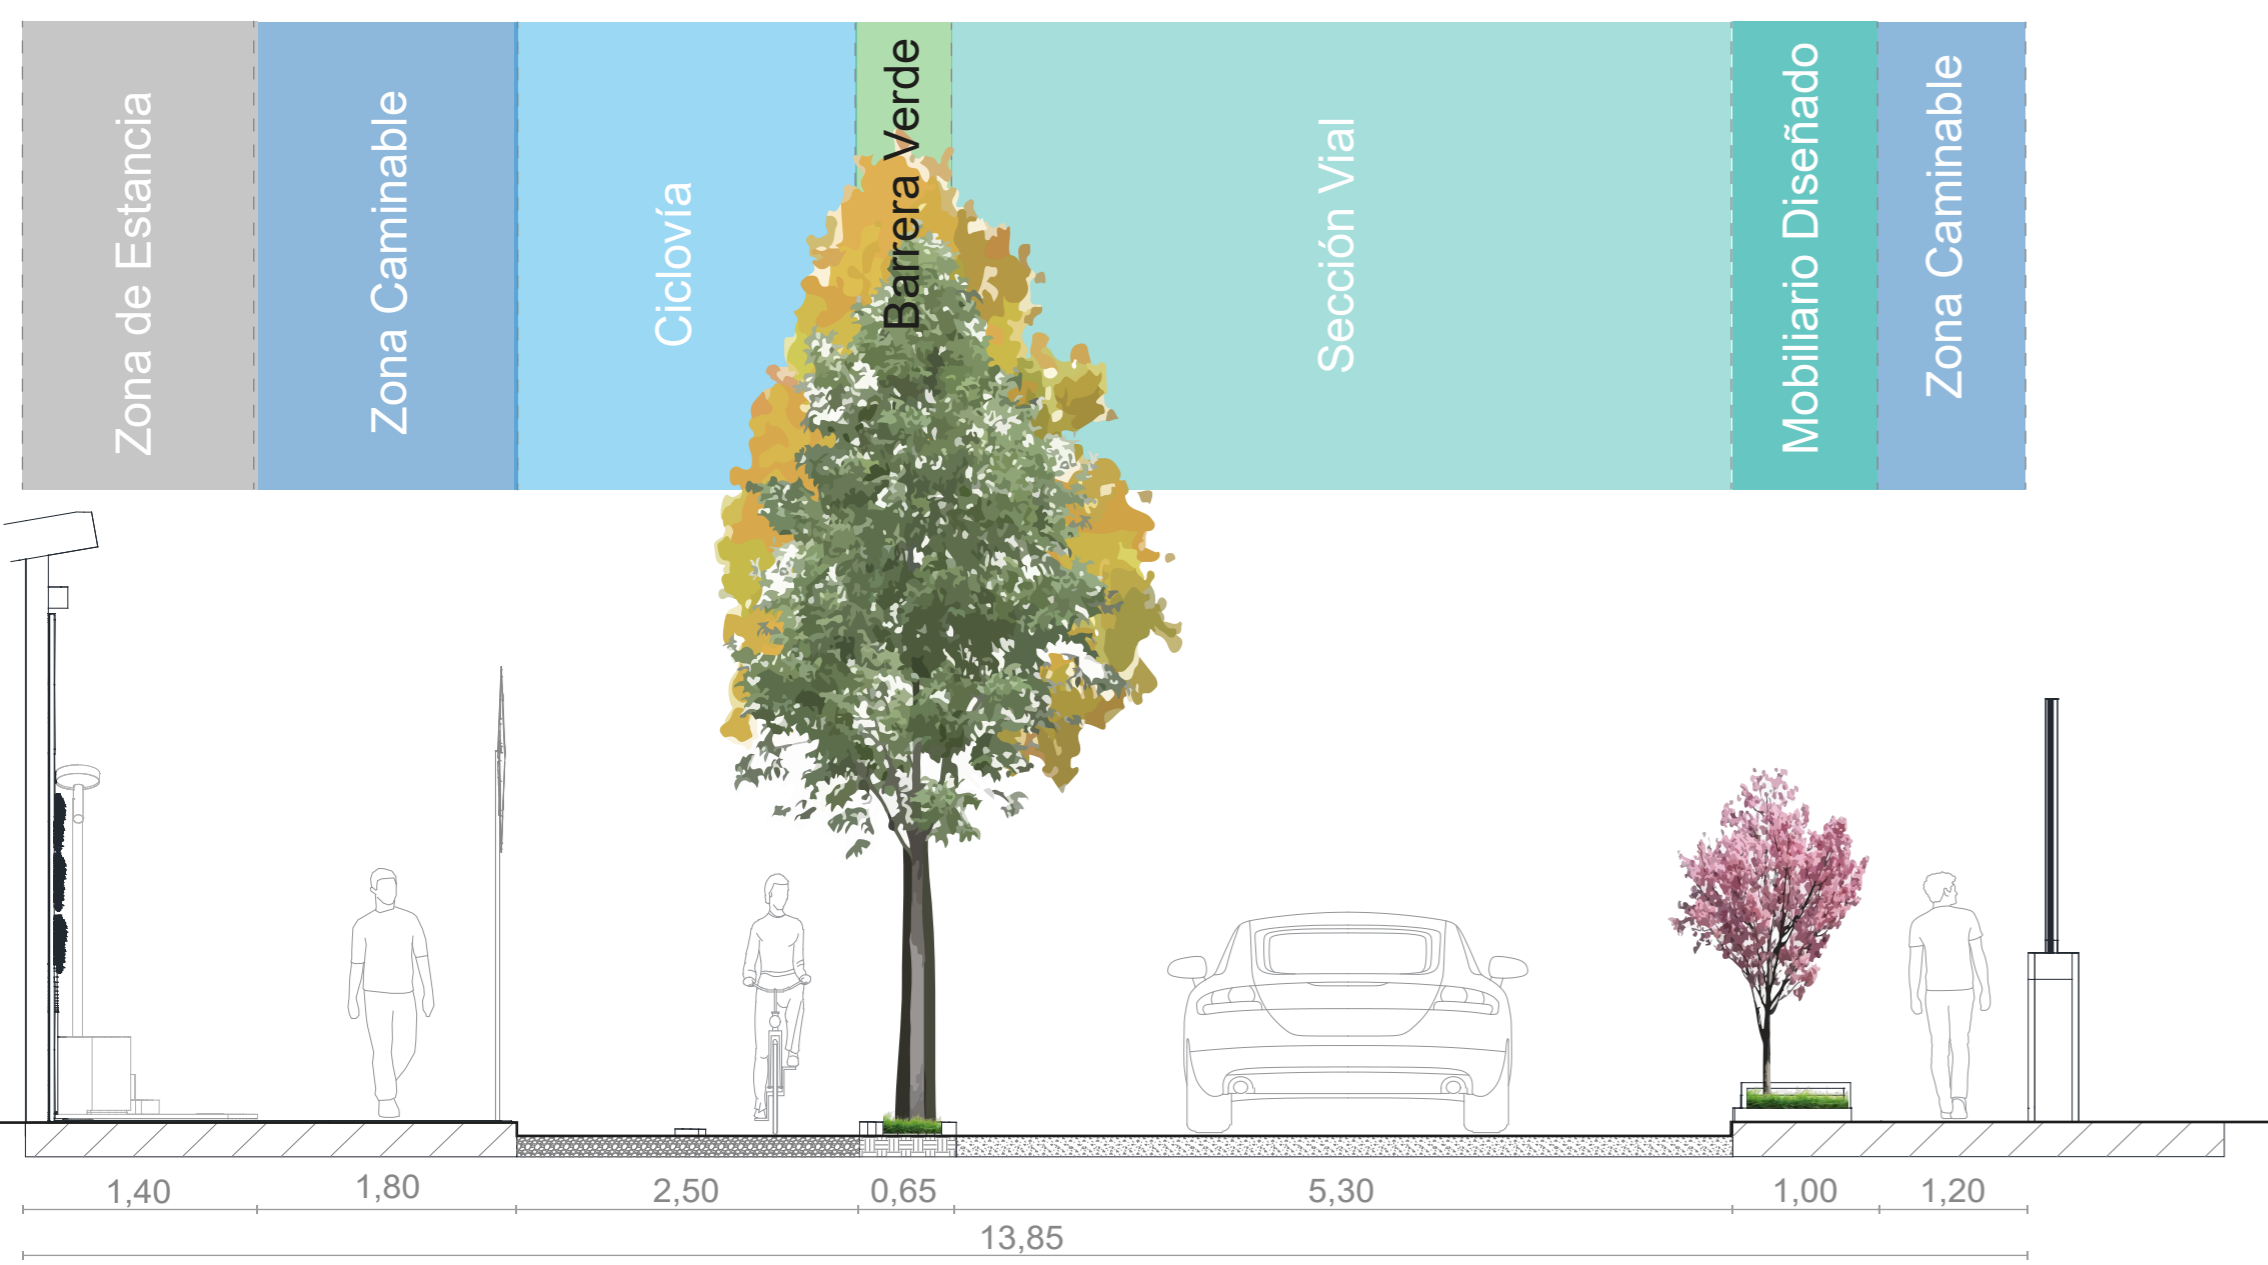 Zona de Estancia
Zona Caminable
Ciclovía
Barrera Verde
Sección Vial
Mobiliario Diseñado
Zona Caminable
1,40
1,80
2,50
0,65
5,30
1,00
1,20
13,85